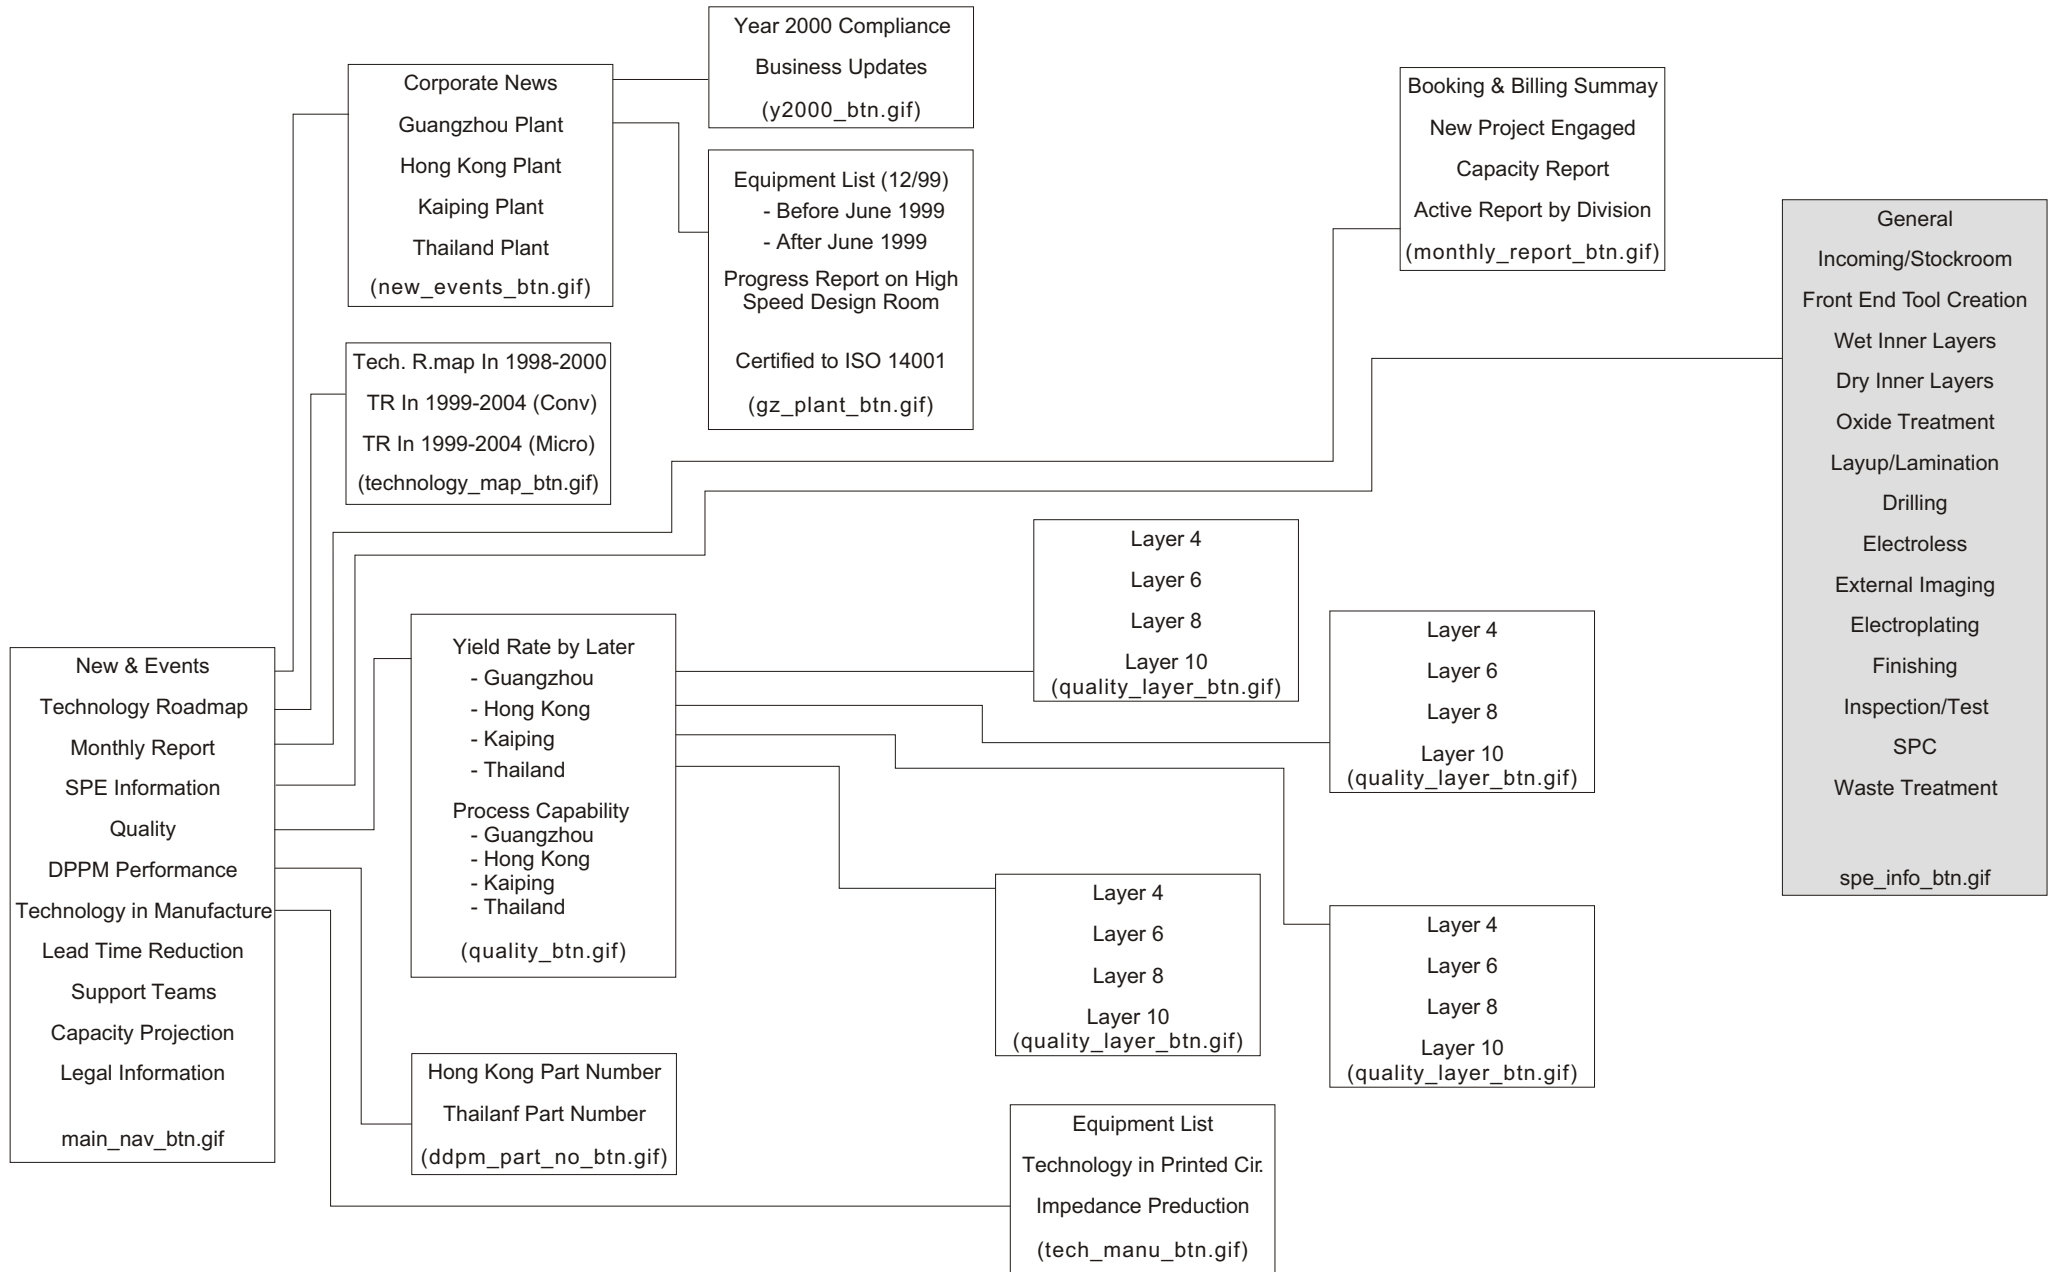 Year 2000 Compliance
Business Updates
(y2000_btn.gif)
Corporate News
Guangzhou Plant
Hong Kong Plant
Kaiping Plant
Thailand Plant
(new_events_btn.gif)
Equipment List (12/99)
- Before June 1999
- After June 1999
Progress Report on High
Speed Design Room
Certified to ISO 14001
(gz_plant_btn.gif)
Booking & Billing Summay
New Project Engaged
Capacity Report
Active Report by Division
(monthly_report_btn.gif)
General
Incoming/Stockroom
Front End Tool Creation
Wet Inner Layers
Dry Inner Layers
Oxide Treatment
Layup/Lamination
Drilling
Electroless
External Imaging
Electroplating
Finishing
Inspection/Test
SPC
Waste Treatment
spe_info_btn.gif
Tech. R.map In 1998-2000
TR In 1999-2004 (Conv)
TR In 1999-2004 (Micro)
(technology_map_btn.gif)
New & Events
Technology Roadmap
Monthly Report
SPE Information
Quality
DPPM Performance
Technology in Manufacture
Lead Time Reduction
Support Teams
Capacity Projection
Legal Information
main_nav_btn.gif
Yield Rate by Later
- Guangzhou
- Hong Kong
- Kaiping
- Thailand
Process Capability
- Guangzhou
- Hong Kong
- Kaiping
- Thailand
(quality_btn.gif)
Layer 4
Layer 6
Layer 8
Layer 10
(quality_layer_btn.gif)
Layer 4
Layer 6
Layer 8
Layer 10
(quality_layer_btn.gif)
Layer 4
Layer 6
Layer 8
Layer 10
(quality_layer_btn.gif)
Layer 4
Layer 6
Layer 8
Layer 10
(quality_layer_btn.gif)
Hong Kong Part Number
Thailanf Part Number
(ddpm_part_no_btn.gif)
Equipment List
Technology in Printed Cir.
Impedance Preduction
(tech_manu_btn.gif)